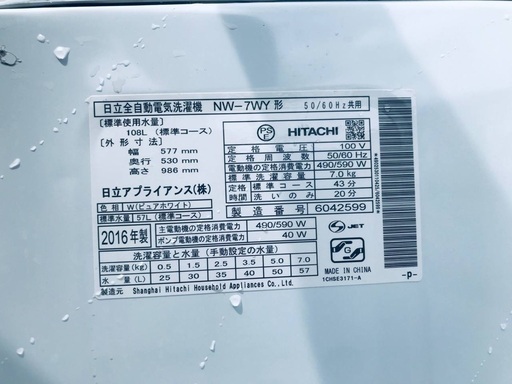 日立全自動電気洗濯機 NW-7WY 形 50/60Hz共用
〔標準使用水量〕
108L (標準コース)
〔外形寸法〕
幅 577 mm
奥行 530 mm
高さ 986 mm
日立アプライアンス(株)
PSE HITACHI
定格電圧 100 V
定格周波数 50/60 Hz
電動機の定格消費電力 490/590 W
標準洗濯容量 7.0 kg
定格時間 標準コース 43 分
洗いのみ 20 分
色相 W(ピュアホワイト)
標準水量 57L (標準コース)
製造番号 6042599
2016年製
主電動機の定格消費電力 490/590 W
ポンプ電動機の定格消費電力 40 W
S JET
洗濯容量と水量 (手動設定の水量)
洗濯容量(kg) 0.5 1.5 2.5 3.5 5.0 7.0
水量(L) 25 30 35 40 50 57
製造元 Shanghai Hitachi Household Appliances Co.,Ltd.
MADE IN CHINA
1CHSE3171-A
-p-